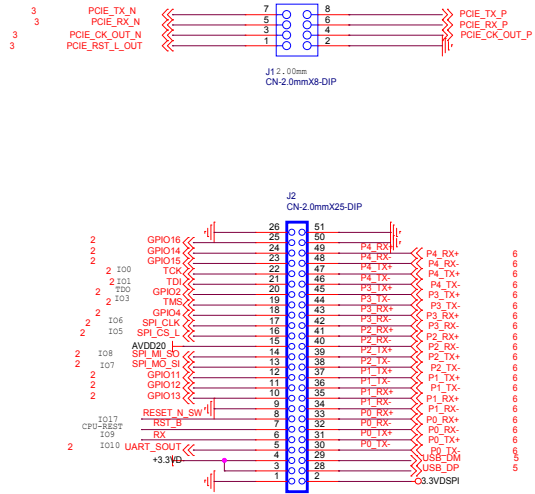 3 PCIE_TX_N 7 8 PCIE_TX_P
3 PCIE_RX_N 5 6 PCIE_RX_P
3 PCIE_CK_OUT_N 3 4 PCIE_CK_OUT_P
3 PCIE_RST_L_OUT 1 2
J1 2.00mm
CN-2.0mmX8-DIP
J2
CN-2.0mmX25-DIP
26 51
2 GPIO16 25 50
GPIO14 24 49 P4_RX+ P4_RX+ 6
2 GPIO15 23 48 P4_RX- P4_RX- 6
2 IO0 TCK 22 47 P4_TX+ P4_TX+ 6
2 IO1 TDI 21 46 P4_TX- P4_TX- 6
2 TDO GPIO2 20 45 P3_TX+ P3_TX+ 6
2 IO3 TMS 19 44 P3_TX- P3_TX- 6
GPIO4 18 43 P3_RX+ P3_RX+ 6
2 IO6 SPI_CLK 17 42 P3_RX- P3_RX- 6
2 IO5 SPI_CS_L 16 41 P2_RX+ P2_RX+ 6
AVDD20 15 40 P2_RX- P2_RX- 6
2 IO8 SPI_MI_SO 14 39 P2_TX+ P2_TX+ 6
2 IO7 SPI_MO_SI 13 38 P2_TX- P2_TX- 6
2 GPIO11 12 37 P1_TX+ P1_TX+ 6
2 GPIO12 11 36 P1_TX- P1_TX- 6
2 GPIO13 10 35 P1_RX+ P1_RX+ 6
9 34 P1_RX- P1_RX- 6
IO17 RESET_N_SW 8 33 P0_RX+ P0_RX+ 6
CPU-REST RST_B 7 32 P0_RX- P0_RX- 6
IO9 RX 6 31 P0_TX+ P0_TX+ 6
2 IO10 UART_SOUT 5 30 P0_TX- P0_TX- 6
+3.3VD 4 29 USB_DM 5
3 28 USB_DP 5
1 2 3.3VDSPI